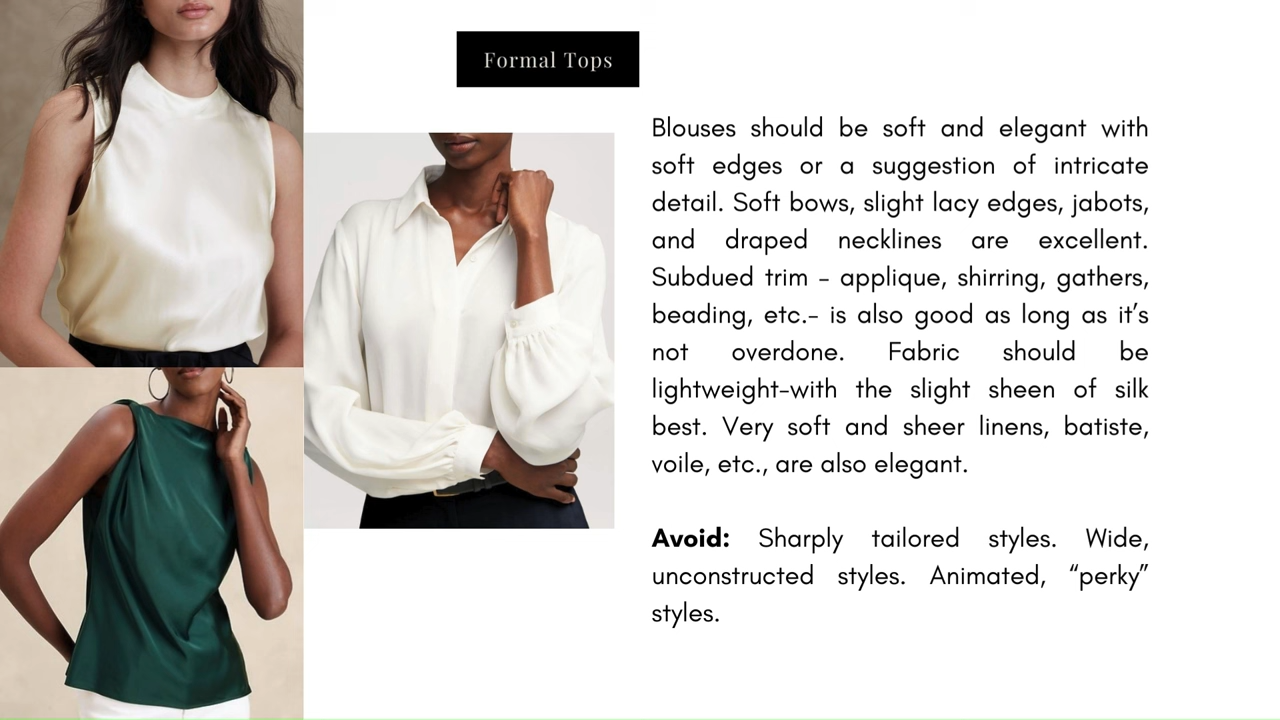 Formal Tops
Blouses should be soft and elegant with
soft edges or a suggestion of intricate
detail. Soft bows, slight lacy edges, jabots,
and draped necklines are excellent.
Subdued trim - applique, shirring, gathers,
beading, etc.- is also good as long as it’s
not overdone. Fabric should be
lightweight-with the slight sheen of silk
best. Very soft and sheer linens, batiste,
voile, etc., are also elegant.
Avoid: Sharply tailored styles. Wide,
unconstructed styles. Animated, “perky”
styles.